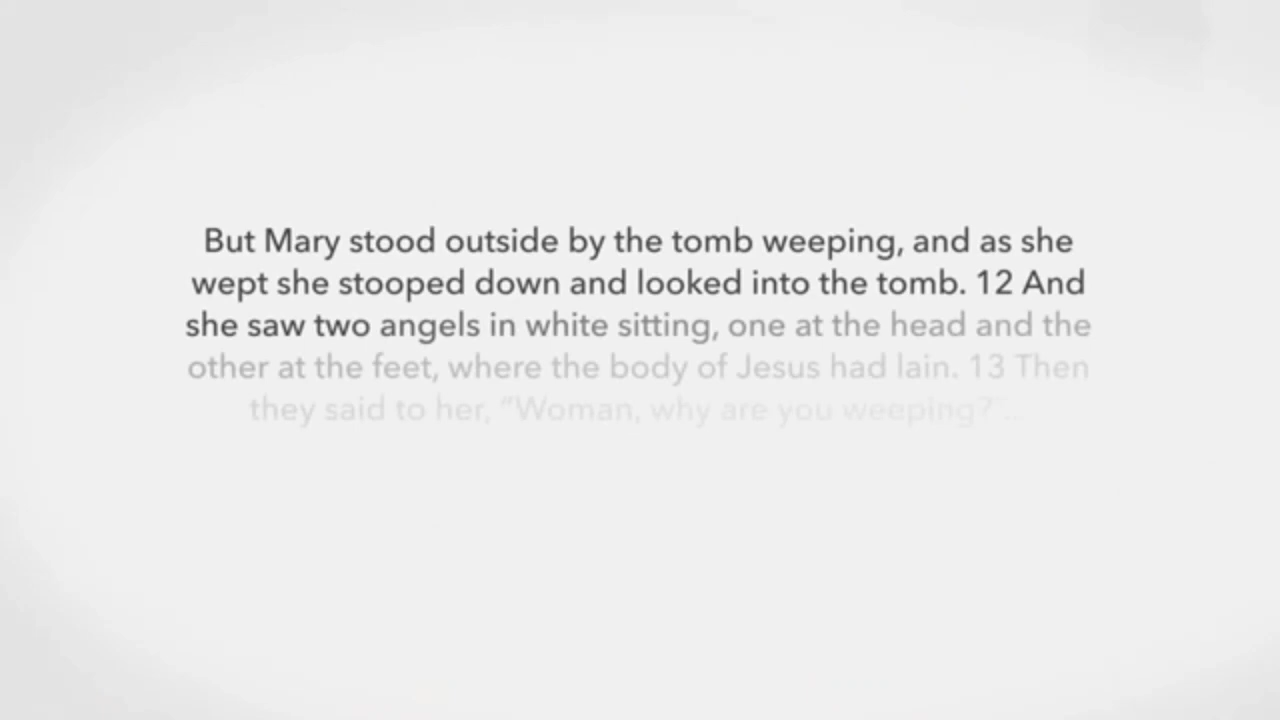 But Mary stood outside by the tomb weeping, and as she
wept she stooped down and looked into the tomb. 12 And
she saw two angels in white sitting, one at the head and the
other at the feet, where the body of Jesus had lain. 13 Then
they said to her, “Woman, why are you weeping?”...